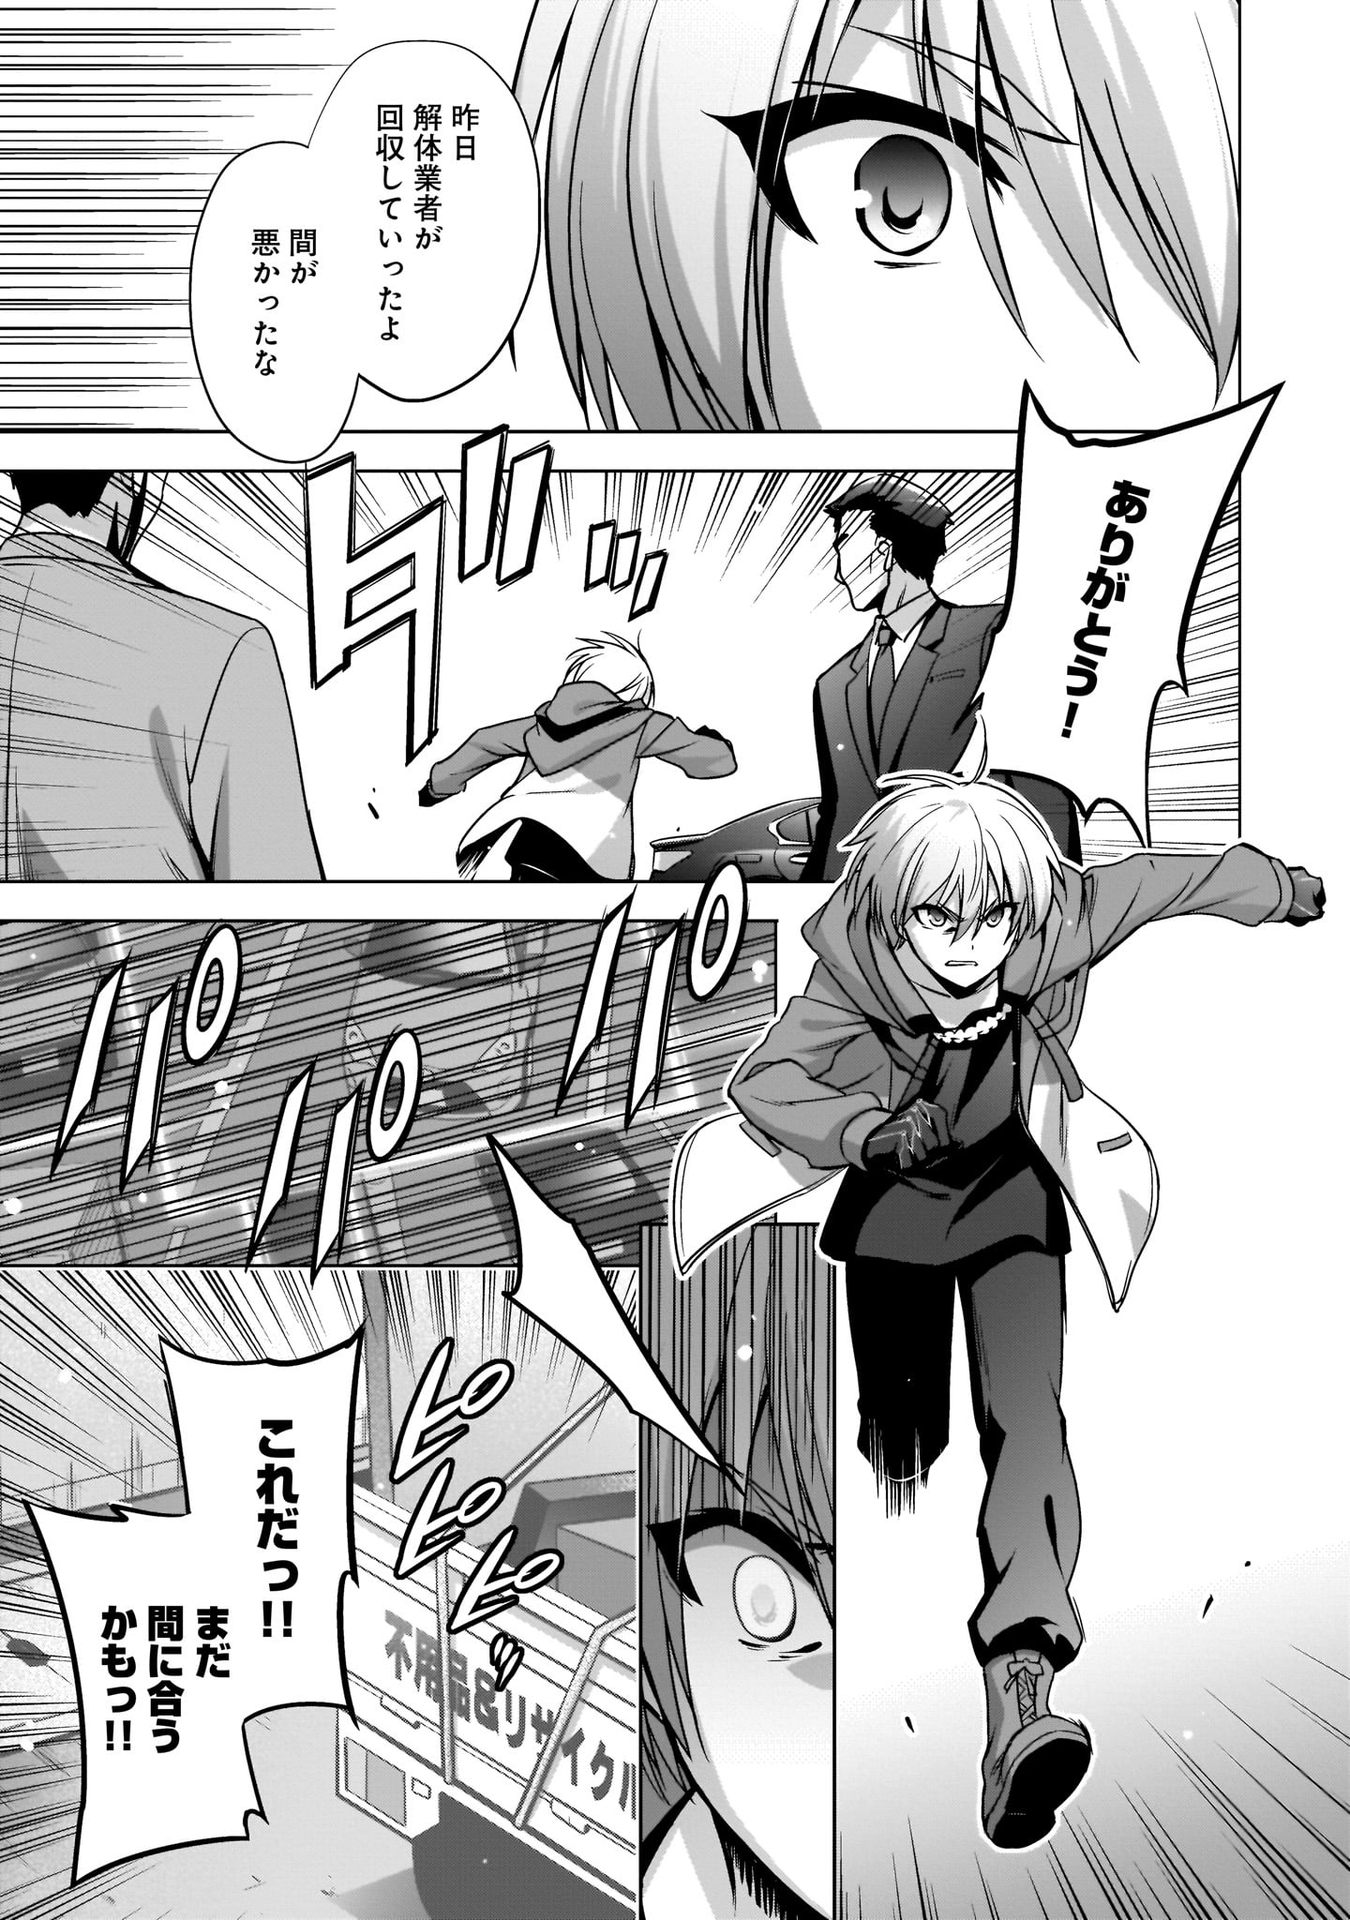 昨日
解体業者が
回収していったよ
間が
悪かったな
ありがとう！
ダッ
パパパパ
ピピピッ
これだっ!!
まだ
間に合う
かもっ!!
不用品&リサイクル